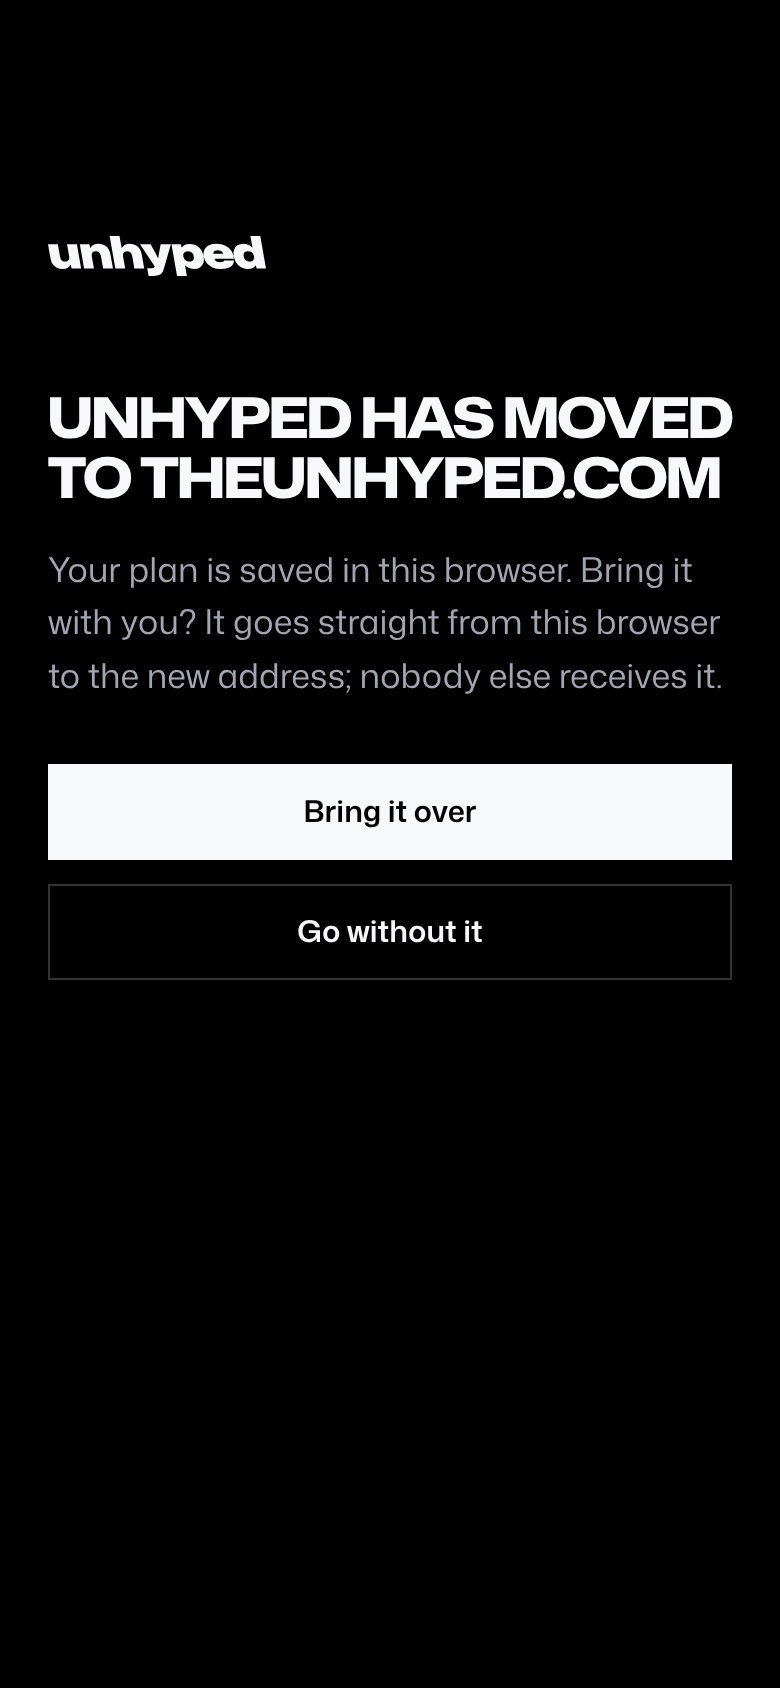 unhyped
UNHYPED HAS MOVED
TO THEUNHYPED.COM
Your plan is saved in this browser. Bring it
with you? It goes straight from this browser
to the new address; nobody else receives it.
Bring it over
Go without it